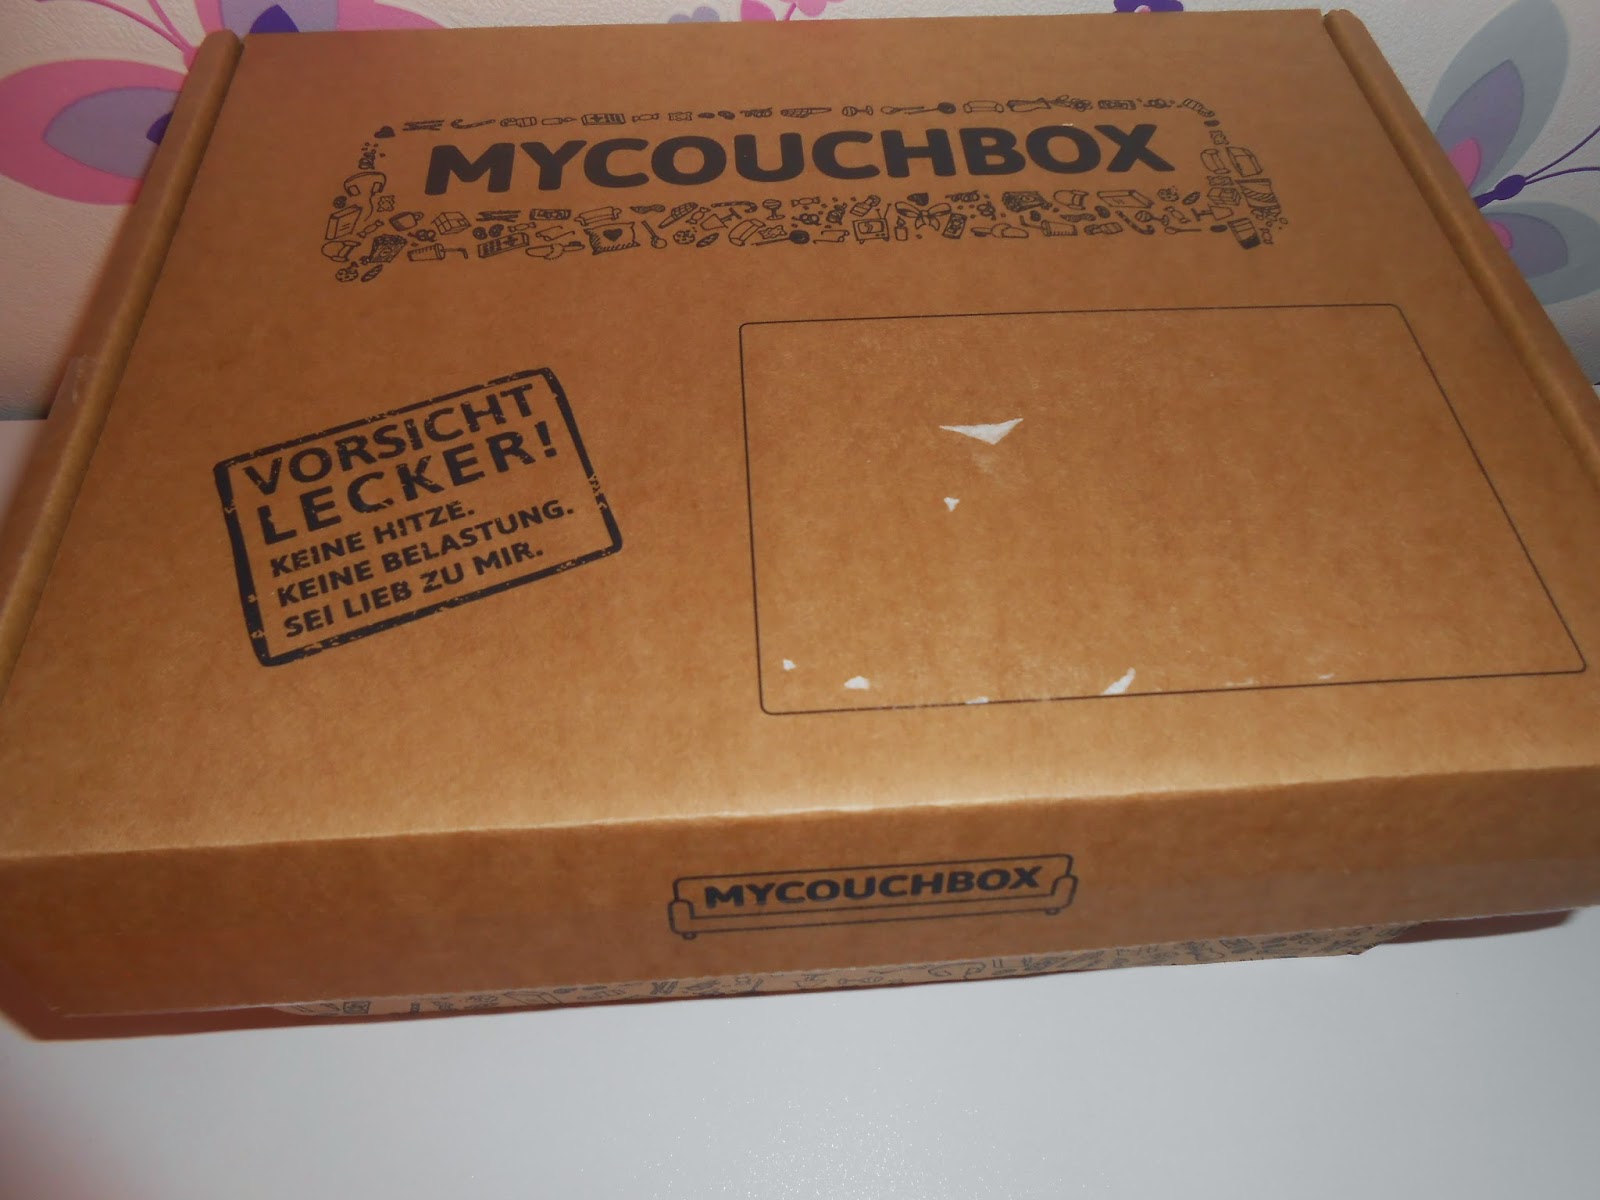 MYCOUCHBOX
VORSICHT
LECKER!
KEINE HITZE.
KEINE BELASTUNG.
SEI LIEB ZU MIR.
MYCOUCHBOX